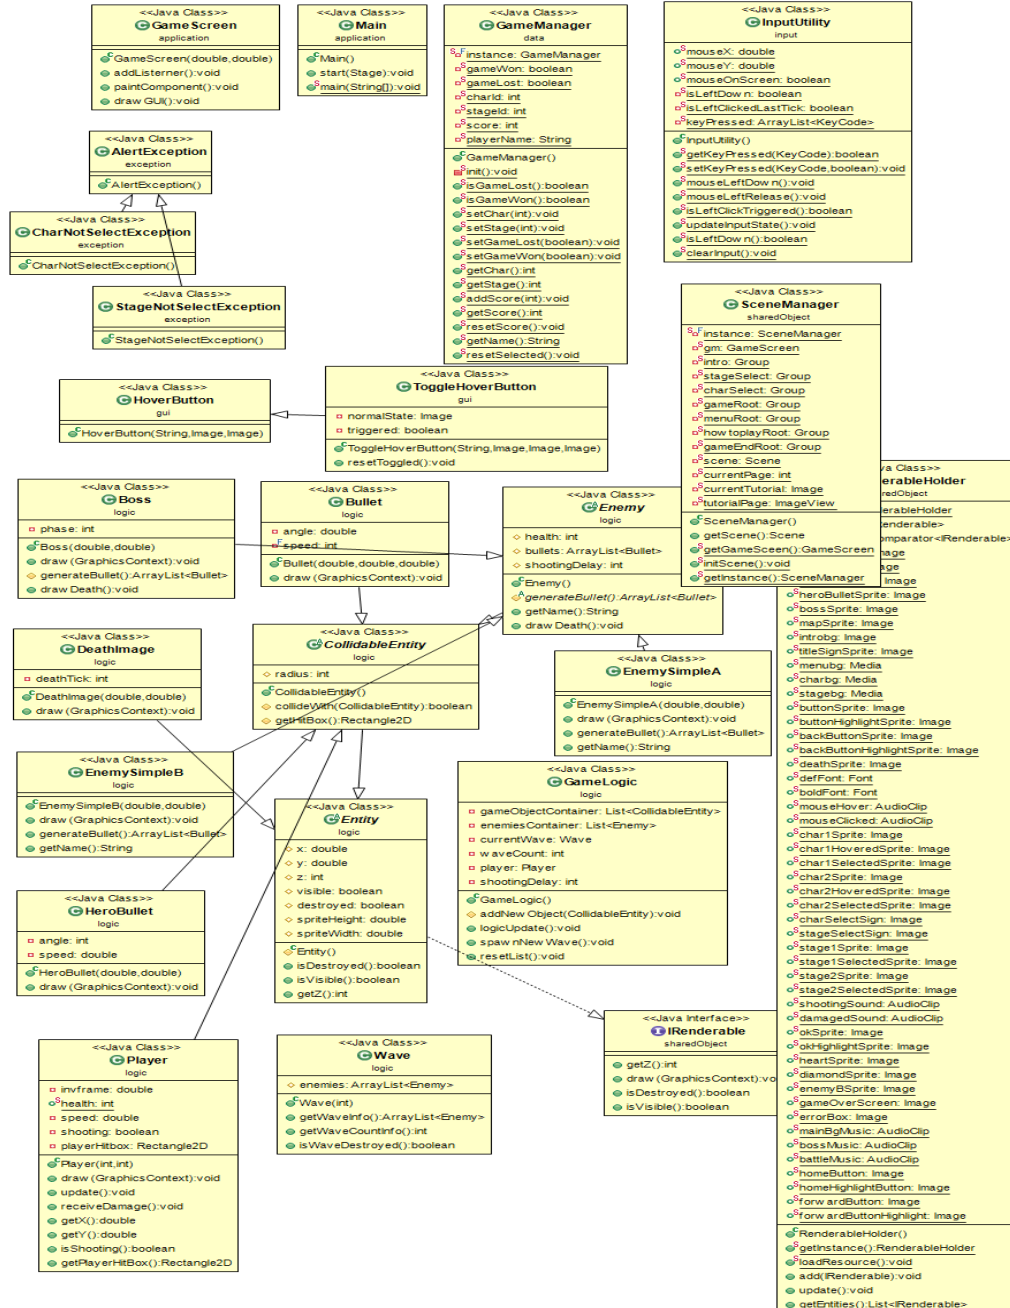 <<Java Class>>
GameScreen
application
GameScreen(double,double)
addListerner():void
paintComponent():void
draw GUI():void
<<Java Class>>
Main
application
Main()
start(Stage):void
main(String[]):void
<<Java Class>>
GameManager
data
instance: GameManager
gameWon: boolean
gameLost: boolean
charId: int
stageId: int
score: int
playerName: String
GameManager()
init():void
isGameLost():boolean
isGameWon():boolean
setChar(int):void
setStage(int):void
setGameLost(boolean):void
setGameWon(boolean):void
getChar():int
getStage():int
addScore(int):void
getScore():int
resetScore():void
getName():String
resetSelected():void
<<Java Class>>
InputUtility
input
mouseX: double
mouseY: double
mouseOnScreen: boolean
isLeftDown: boolean
isLeftClickedLastTick: boolean
keyPressed: ArrayList<KeyCode>
InputUtility()
getKeyPressed(KeyCode):boolean
setKeyPressed(KeyCode,boolean):void
mouseLeftDown():void
mouseLeftRelease():void
isLeftClickTriggered():boolean
updateInputState():void
isLeftDown():boolean
clearInput():void
<<Java Class>>
AlertException
exception
AlertException()
<<Java Class>>
CharNotSelectException
exception
CharNotSelectException()
<<Java Class>>
StageNotSelectException
exception
StageNotSelectException()
<<Java Class>>
SceneManager
sharedObject
instance: SceneManager
gm: GameScreen
intro: Group
stageSelect: Group
charSelect: Group
gameRoot: Group
menuRoot: Group
howtoplayRoot: Group
gameEndRoot: Group
scene: Scene
currentPage: int
currentTutorial: Image
tutorialPage: ImageView
SceneManager()
getScene():Scene
getGameSceen():GameScreen
initScene():void
getInstance():SceneManager
<<Java Class>>
HoverButton
gui
HoverButton(String,Image,Image)
<<Java Class>>
ToggleHoverButton
gui
normalState: Image
triggered: boolean
ToggleHoverButton(String,Image,Image,Image)
resetToggled():void
<<Java Class>>
Boss
logic
phase: int
Boss(double,double)
draw(GraphicsContext):void
generateBullet():ArrayList<Bullet>
draw Death():void
<<Java Class>>
Bullet
logic
angle: double
speed: int
Bullet(double,double,double)
draw(GraphicsContext):void
<<Java Class>>
Enemy
logic
health: int
bullets: ArrayList<Bullet>
shootingDelay: int
Enemy()
generateBullet():ArrayList<Bullet>
getName():String
draw Death():void
va Class>>
erableHolder
redObject
lerableHolder
Renderable>
omparator<IRenderable>
mage
mage
Image
heroBulletSprite: Image
bossSprite: Image
mapSprite: Image
introbg: Image
titleSignSprite: Image
menubg: Media
charbg: Media
stagebg: Media
buttonSprite: Image
buttonHighlightSprite: Image
backButtonSprite: Image
backButtonHighlightSprite: Image
deathSprite: Image
defFont: Font
boldFont: Font
mouseHover: AudioClip
mouseClicked: AudioClip
char1Sprite: Image
char1HoveredSprite: Image
char1SelectedSprite: Image
char2Sprite: Image
char2HoveredSprite: Image
char2SelectedSprite: Image
charSelectSign: Image
stageSelectSign: Image
stage1Sprite: Image
stage1SelectedSprite: Image
stage2Sprite: Image
stage2SelectedSprite: Image
shootingSound: AudioClip
damagedSound: AudioClip
okSprite: Image
okHighlightSprite: Image
heartSprite: Image
diamondSprite: Image
enemyBSprite: Image
gameOverScreen: Image
errorBox: Image
mainBgMusic: AudioClip
bossMusic: AudioClip
battleMusic: AudioClip
homeButton: Image
homeHighlightButton: Image
forwardButton: Image
forwardButtonHighlight: Image
RenderableHolder()
getInstance():RenderableHolder
loadResource():void
add(IRenderable):void
update():void
getEntities():List<IRenderable>
<<Java Class>>
DeathImage
logic
deathTick: int
DeathImage(double,double)
draw(GraphicsContext):void
<<Java Class>>
CollidableEntity
logic
radius: int
CollidableEntity()
collideWith(CollidableEntity):boolean
getHitBox():Rectangle2D
<<Java Class>>
EnemySimpleA
logic
EnemySimpleA(double,double)
draw(GraphicsContext):void
generateBullet():ArrayList<Bullet>
getName():String
<<Java Class>>
EnemySimpleB
logic
EnemySimpleB(double,double)
draw(GraphicsContext):void
generateBullet():ArrayList<Bullet>
getName():String
<<Java Class>>
Entity
logic
x: double
y: double
z: int
visible: boolean
destroyed: boolean
spriteHeight: double
spriteWidth: double
Entity()
isDestroyed():boolean
isVisible():boolean
getZ():int
<<Java Class>>
GameLogic
logic
gameObjectContainer: List<CollidableEntity>
enemiesContainer: List<Enemy>
currentWave: Wave
waveCount: int
player: Player
shootingDelay: int
GameLogic()
addNewObject(CollidableEntity):void
logicUpdate():void
spawnNewWave():void
resetList():void
<<Java Class>>
HeroBullet
logic
angle: int
speed: double
HeroBullet(double,double)
draw(GraphicsContext):void
<<Java Interface>>
IRenderable
sharedObject
getZ():int
draw(GraphicsContext):vo
isDestroyed():boolean
isVisible():boolean
<<Java Class>>
Player
logic
invframe: double
health: int
speed: double
shooting: boolean
playerHitbox: Rectangle2D
Player(int,int)
draw(GraphicsContext):void
update():void
receiveDamage():void
getX():double
getY():double
isShooting():boolean
getPlayerHitBox():Rectangle2D
<<Java Class>>
Wave
logic
enemies: ArrayList<Enemy>
Wave(int)
getWaveInfo():ArrayList<Enemy>
getWaveCountInfo():int
isWaveDestroyed():boolean